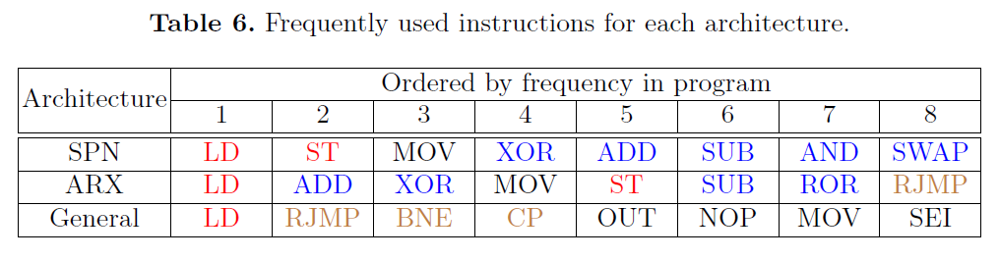 Table 6. Frequently used instructions for each architecture.
Architecture Ordered by frequency in program
1 2 3 4 5 6 7 8
SPN LD ST MOV XOR ADD SUB AND SWAP
ARX LD ADD XOR MOV ST SUB ROR RJMP
General LD RJMP BNE CP OUT NOP MOV SEI